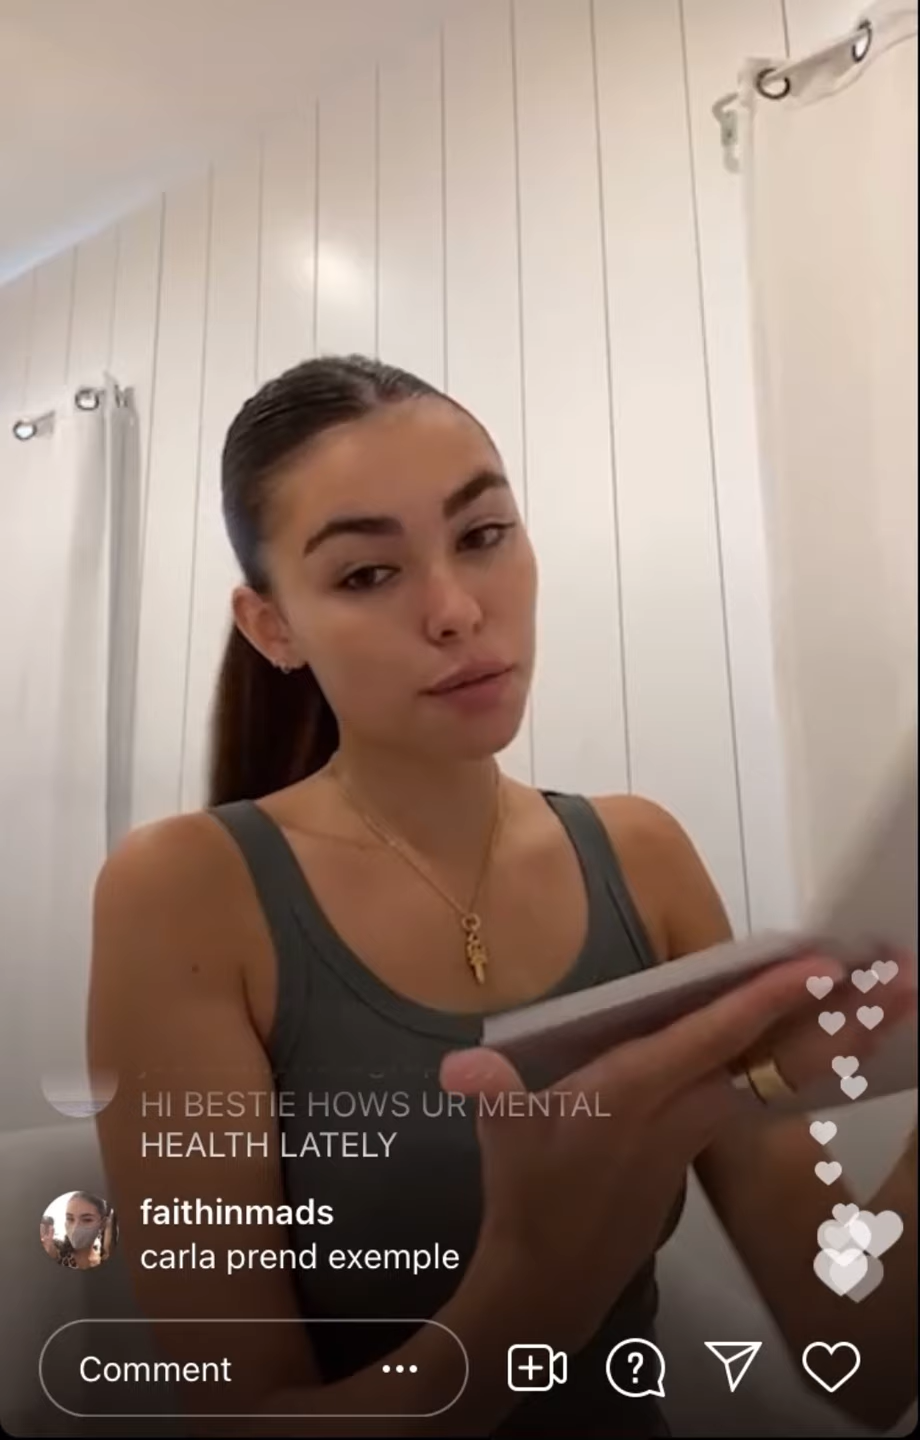 HI BESTIE HOWS UR MENTAL
HEALTH LATELY
faithinmads
carla prend exemple
Comment